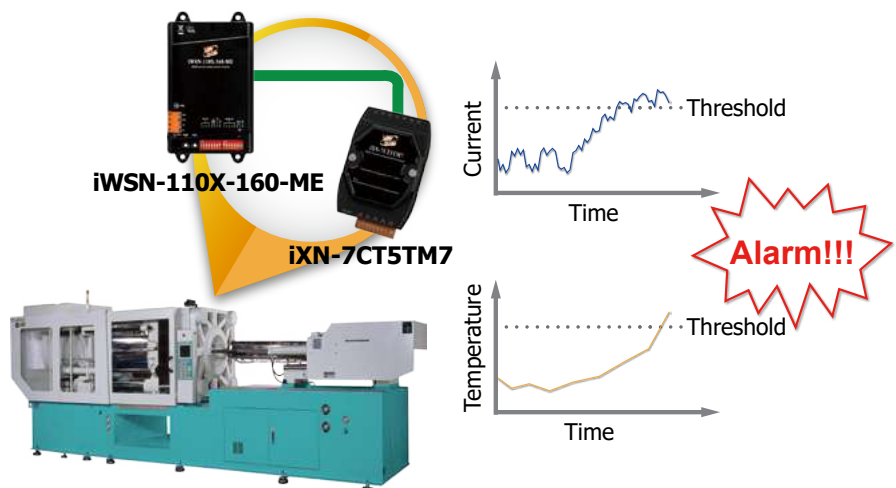 iWSN-110X-160-ME
iXN-7CT5TM7
Current
Threshold
Time
Alarm!!!
Temperature
Threshold
Time